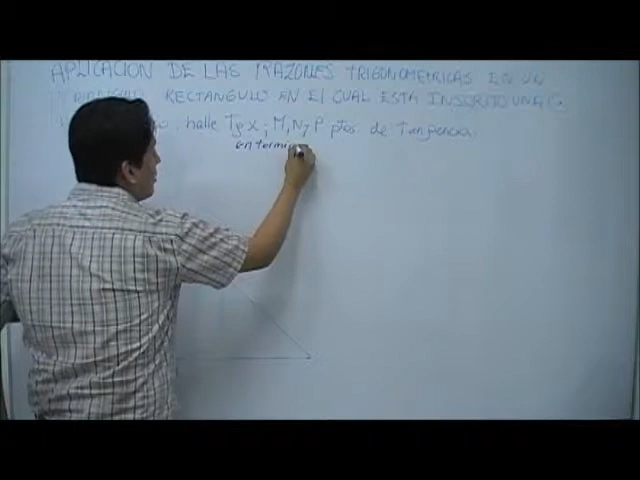 APLICACION DE LAS RAZONES TRIGONOMETRICAS EN UN
RECTANGULO EN EL CUAL ESTA INSCRITO UNA
halle Tg x ; M, N y P ptos. de Tangencia.
en termi